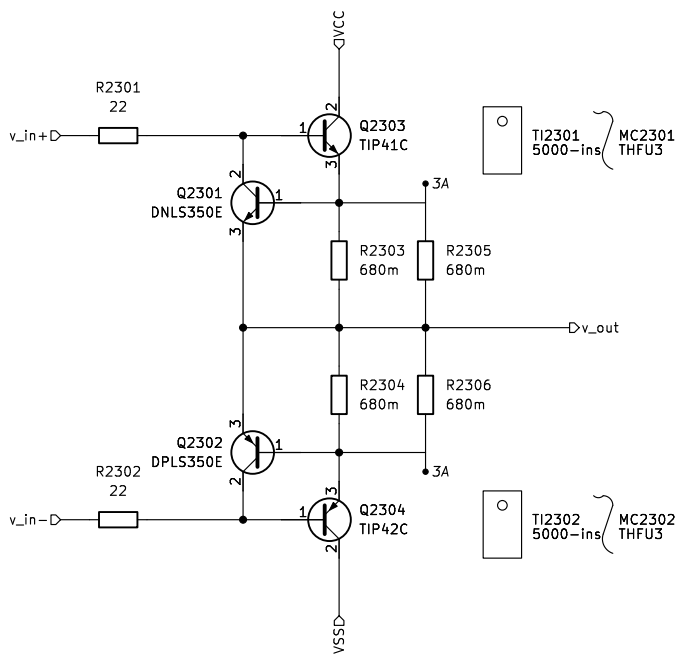 VCC
R2301
22
v_in+
2
1
Q2303
TIP41C
3
TI2301
5000-ins
MC2301
THFU3
Q2301
DNLS350E
2
1
3
3A
R2303
680m
R2305
680m
v_out
R2304
680m
R2306
680m
Q2302
DPLS350E
3
1
2
3A
R2302
22
v_in-
3
1
Q2304
TIP42C
2
TI2302
5000-ins
MC2302
THFU3
VSS